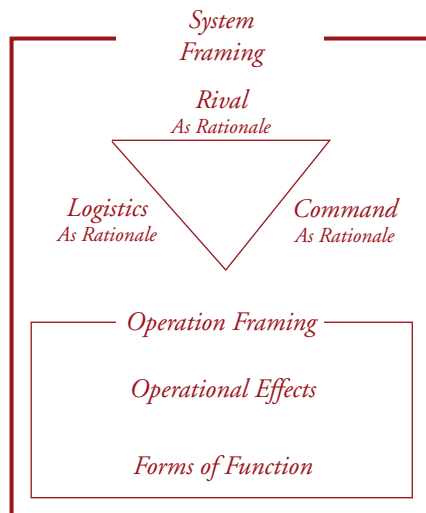 System
Framing
Rival
As Rationale
Logistics
As Rationale
Command
As Rationale
Operation Framing
Operational Effects
Forms of Function